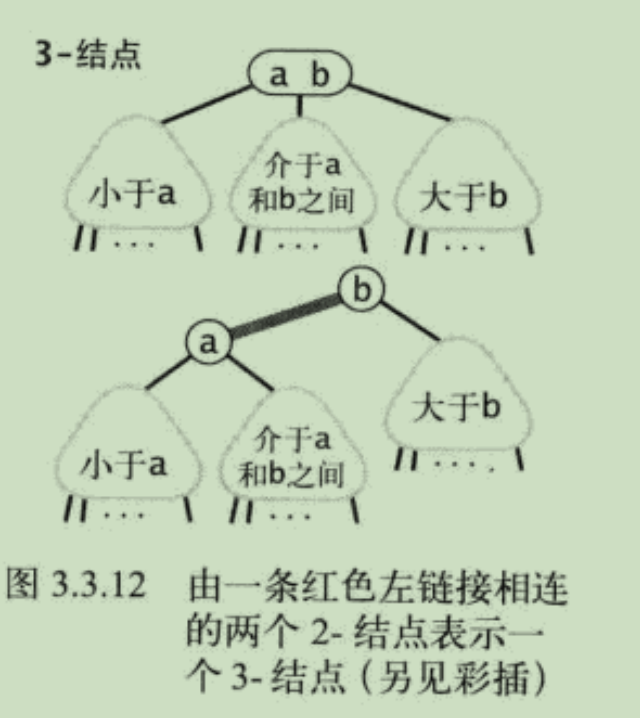 3-结点
a b
小于a
介于a
和b之间
大于b
...
...
...
b
a
大于b
小于a
介于a
和b之间
....
...
...
图 3.3.12 由一条红色左链接相连
的两个 2- 结点表示一
个 3- 结点（另见彩插）